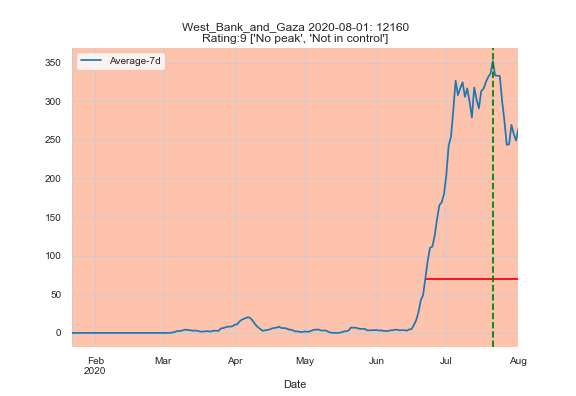 West_Bank_and_Gaza 2020-08-01: 12160
Rating:9 ['No peak', 'Not in control']
Average-7d
350
300
250
200
150
100
50
0
Feb Mar Apr May Jun Jul Aug
2020
Date